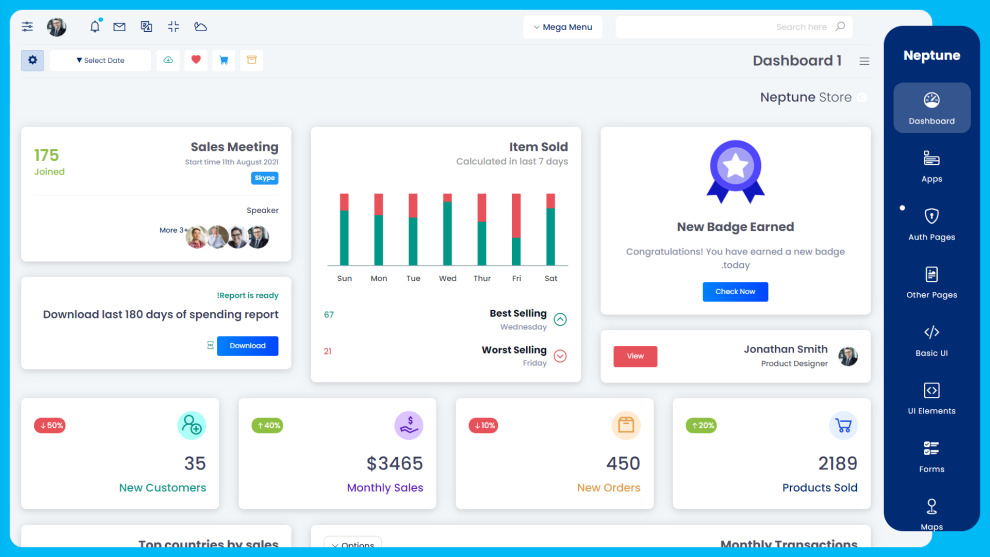 Mega Menu
Search here
Select Date
Dashboard 1
Neptune Store
175
Joined
Sales Meeting
Start time 11th August 2021
Skype
Speaker
More 3+
!Report is ready
Download last 180 days of spending report
Download
Item Sold
Calculated in last 7 days
Sun Mon Tue Wed Thur Fri Sat
67
Best Selling
Wednesday
21
Worst Selling
Friday
New Badge Earned
Congratulations! You have earned a new badge
.today
Check Now
View
Jonathan Smith
Product Designer
↓50%
35
New Customers
↑40%
$3465
Monthly Sales
↓10%
450
New Orders
↑20%
2189
Products Sold
Top countries by sales
Options
Monthly Transactions
Neptune
Dashboard
Apps
Auth Pages
Other Pages
Basic UI
UI Elements
Forms
Maps